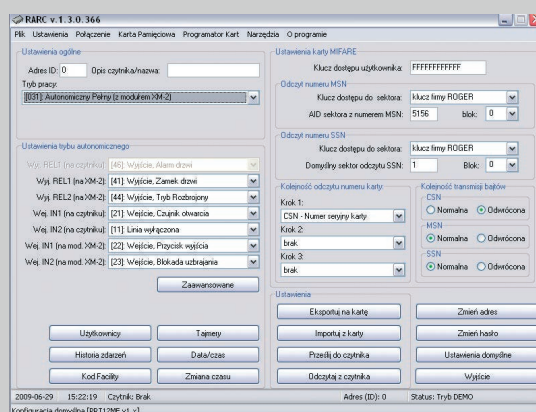 RARC v.1.3.0.366
Plik Ustawienia Połączenie Karta Pamięciowa Programator Kart Narzędzia O programie
Ustawienia ogólne
Adres ID: 0 Opis czytnika/nazwa:
Tryb pracy:
[031]: Autonomiczny Pełny (z modułem XM-2)
Ustawienia trybu autonomicznego
Wyj. REL1 (na czytniku): [46]: Wyjście, Alarm drzwi
Wyj. REL1 (na XM-2): [41]: Wyjście, Zamek drzwi
Wyj. REL2 (na XM-2): [44]: Wyjście, Tryb Rozbrojony
Wej. IN1 (na czytniku): [21]: Wejście, Czujnik otwarcia
Wej. IN2 (na czytniku): [11]: Linia wyłączona
Wej. IN1 (na mod. XM-2): [22]: Wejście, Przycisk wyjścia
Wej. IN2 (na mod. XM-2): [23]: Wejście, Blokada uzbrajania
Zaawansowane
Użytkownicy Tajmery
Historia zdarzeń Data/czas
Kod Facility Zmiana czasu
Ustawienia karty MIFARE
Klucz dostępu użytkownika: FFFFFFFFFFFF
Odczyt numeru MSN
Klucz dostępu do sektora: klucz firmy ROGER
AID sektora z numerem MSN: 5156 blok: 0
Odczyt numeru SSN
Klucz dostępu do sektora: klucz firmy ROGER
Domyślny sektor odczytu SSN: 1 Blok: 0
Kolejność odczytu numeru karty:
Krok 1:
CSN - Numer seryjny karty
Krok 2:
brak
Krok 3:
brak
Kolejność transmisji bajtów
CSN
Normalna Odwrócona
MSN
Normalna Odwrócona
SSN
Normalna Odwrócona
Ustawienia
Eksportuj na kartę Zmień adres
Importuj z karty Zmień hasło
Prześlij do czytnika Ustawienia domyślne
Odczytaj z czytnika Wyjście
2009-06-29 15:22:19 Czytnik: Brak Adres (ID): 0 Status: Tryb DEMO
Konfiguracja domyślna [PRT12MF v1.x]